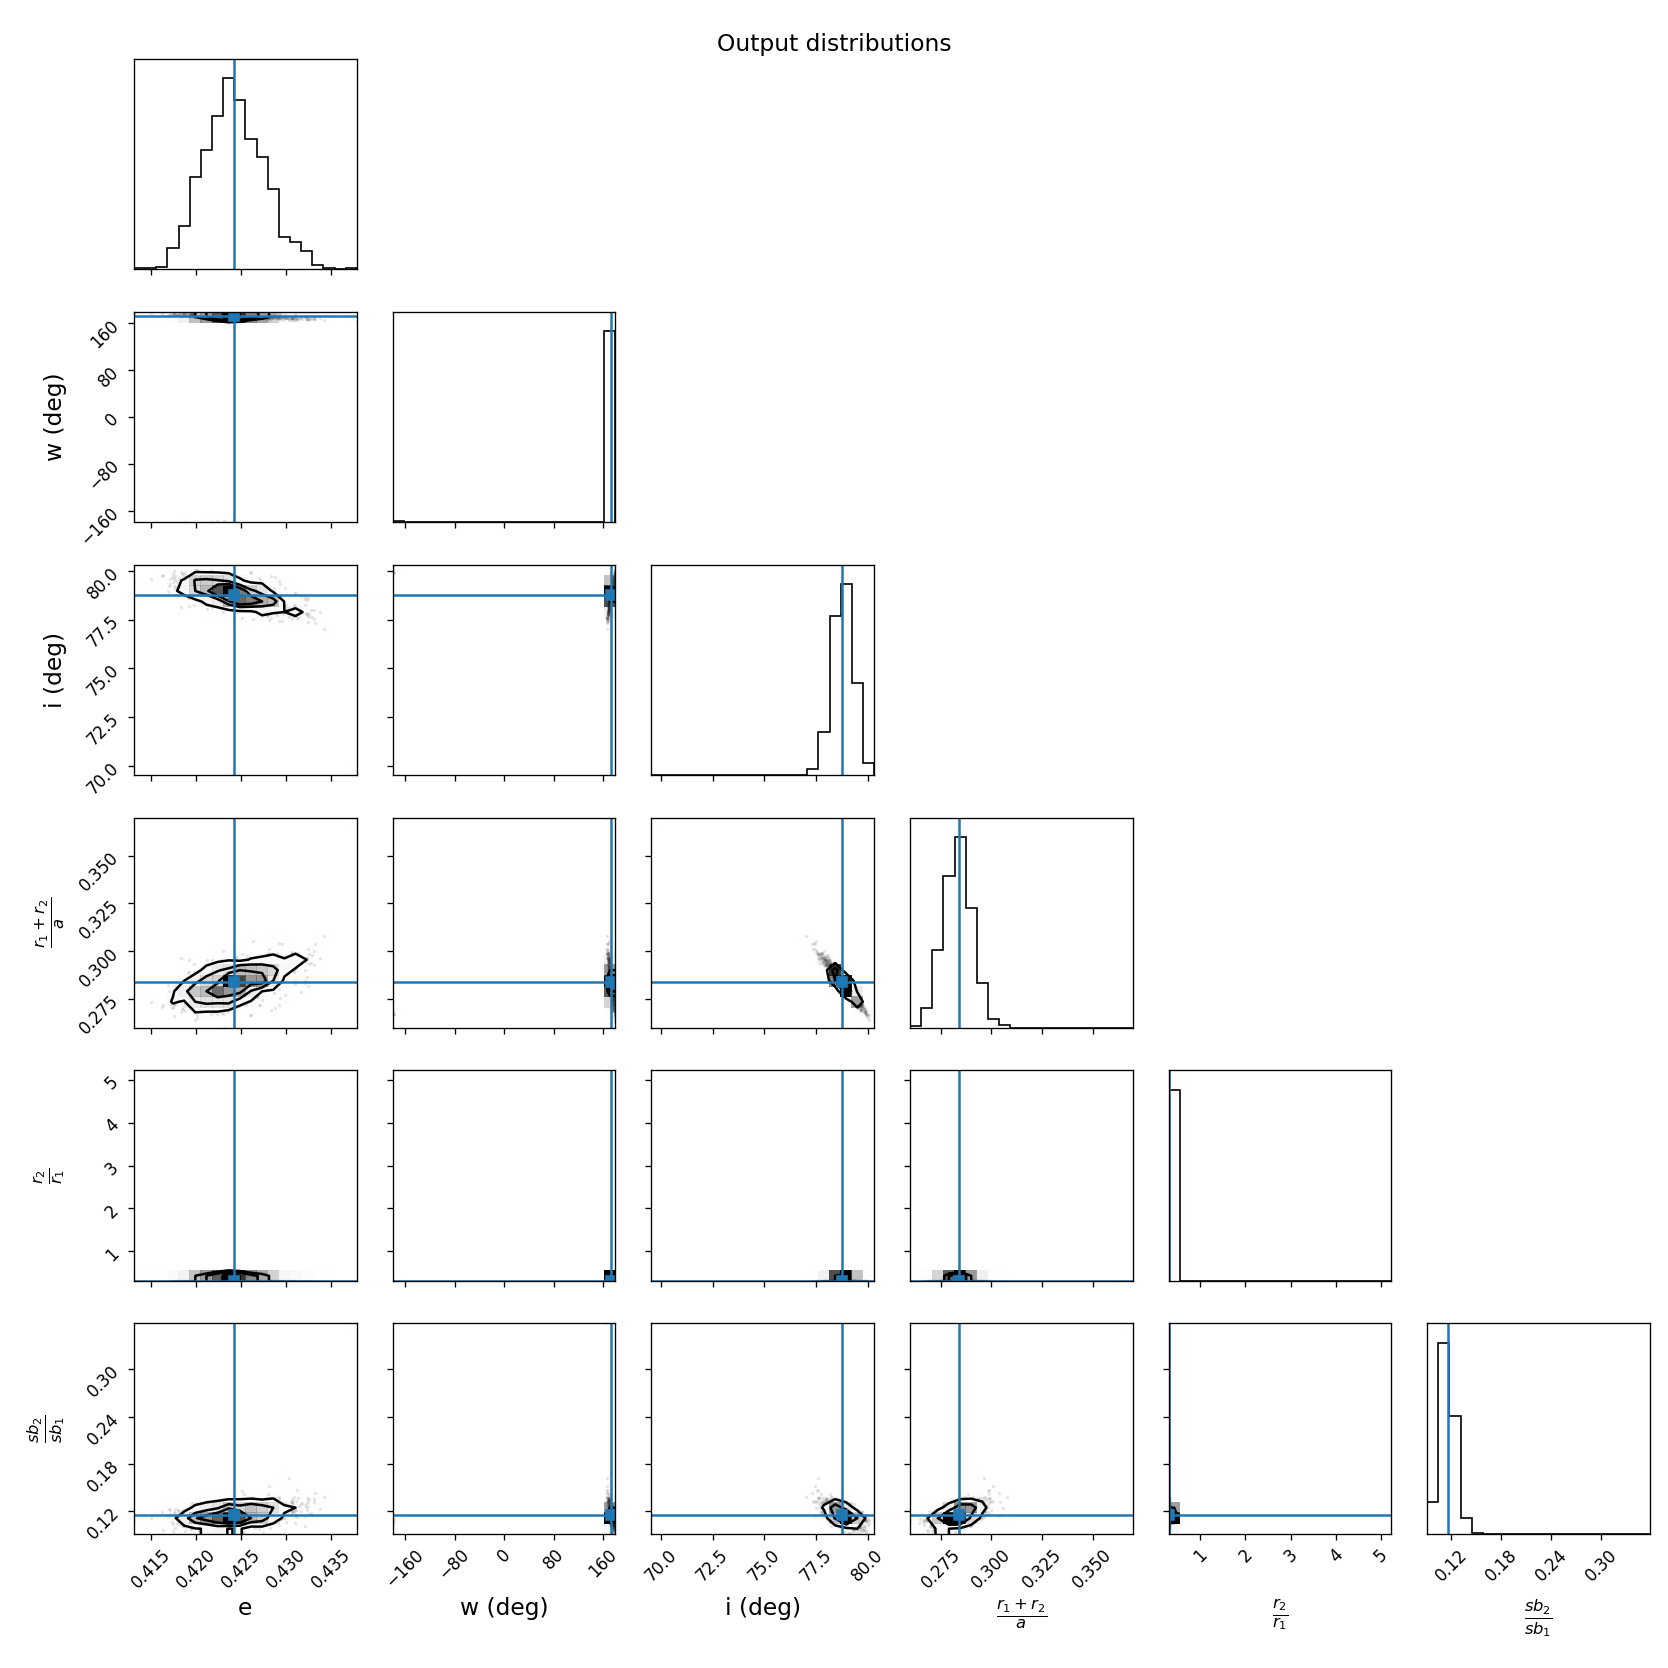 Output distributions
w (deg)
160
80
0
−80
−160
i (deg)
80.0
77.5
75.0
72.5
70.0
r₁ + r₂
a
0.350
0.325
0.300
0.275
r₂
r₁
5
4
3
2
1
sb₂
sb₁
0.30
0.24
0.18
0.12
0.415 0.420 0.425 0.430 0.435 −160 −80 0 80 160 70.0 72.5 75.0 77.5 80.0 0.275 0.300 0.325 0.350 1 2 3 4 5 0.12 0.18 0.24 0.30
e w (deg) i (deg) r₁ + r₂ / a r₂ / r₁ sb₂ / sb₁